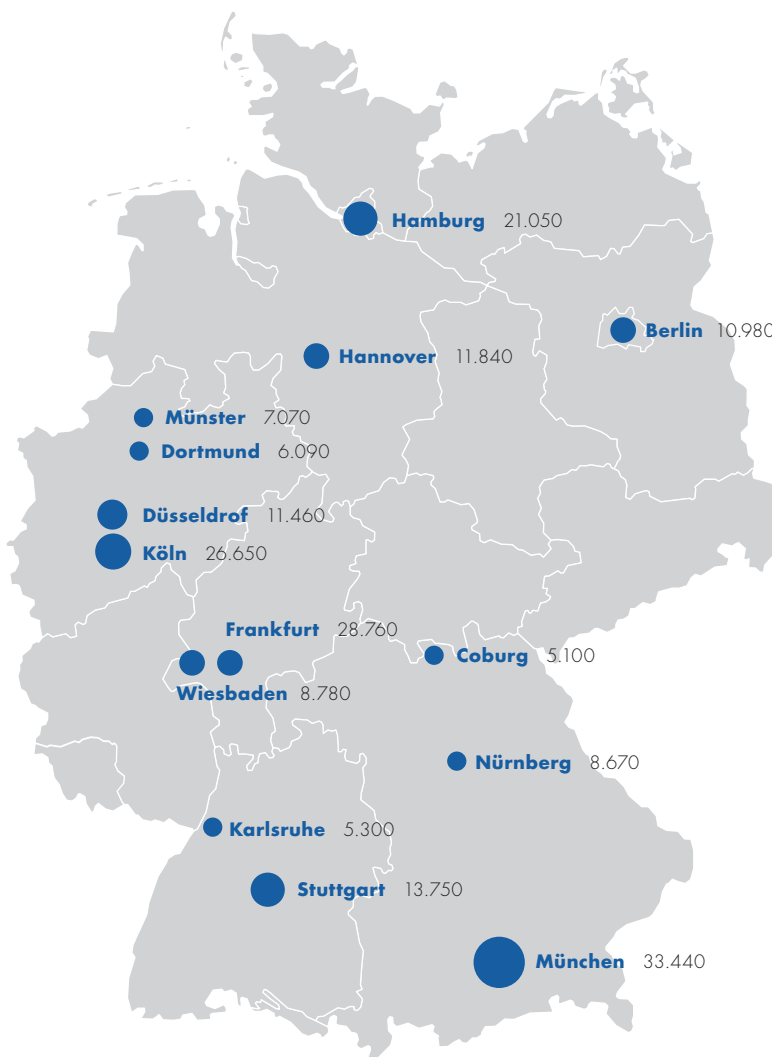 Hamburg 21.050
Berlin 10.980
Hannover 11.840
Münster 7.070
Dortmund 6.090
Düsseldrof 11.460
Köln 26.650
Frankfurt 28.760
Coburg 5.100
Wiesbaden 8.780
Nürnberg 8.670
Karlsruhe 5.300
Stuttgart 13.750
München 33.440